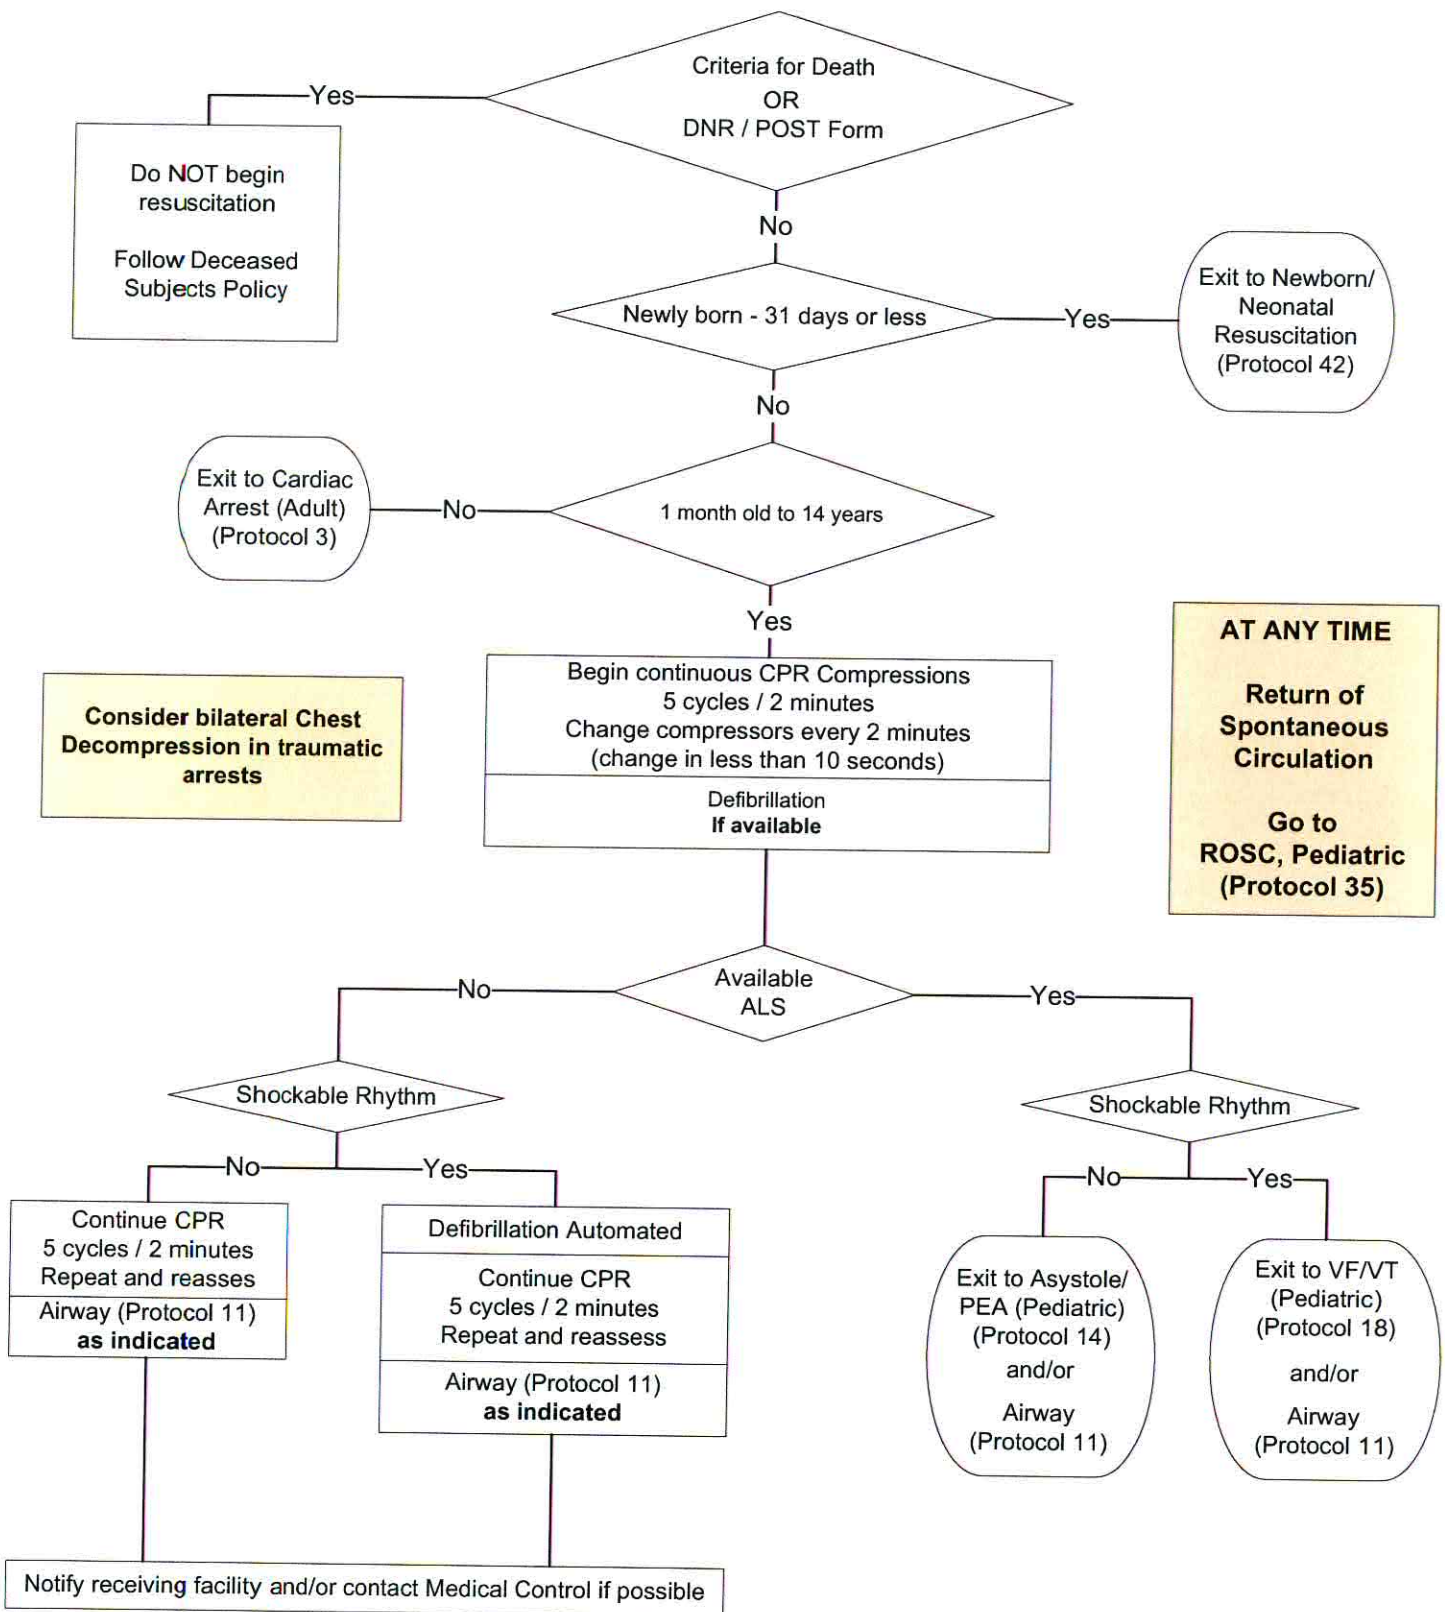 Criteria for Death
OR
DNR / POST Form
Yes
Do NOT begin
resuscitation
Follow Deceased
Subjects Policy
No
Newly born - 31 days or less
Yes
Exit to Newborn/
Neonatal
Resuscitation
(Protocol 42)
No
1 month old to 14 years
No
Exit to Cardiac
Arrest (Adult)
(Protocol 3)
Yes
Begin continuous CPR Compressions
5 cycles / 2 minutes
Change compressors every 2 minutes
(change in less than 10 seconds)
Defibrillation
If available
Consider bilateral Chest
Decompression in traumatic
arrests
AT ANY TIME
Return of
Spontaneous
Circulation
Go to
ROSC, Pediatric
(Protocol 35)
Available
ALS
No
Yes
Shockable Rhythm
No
Yes
Continue CPR
5 cycles / 2 minutes
Repeat and reasses
Airway (Protocol 11)
as indicated
Defibrillation Automated
Continue CPR
5 cycles / 2 minutes
Repeat and reassess
Airway (Protocol 11)
as indicated
Shockable Rhythm
No
Yes
Exit to Asystole/
PEA (Pediatric)
(Protocol 14)
and/or
Airway
(Protocol 11)
Exit to VF/VT
(Pediatric)
(Protocol 18)
and/or
Airway
(Protocol 11)
Notify receiving facility and/or contact Medical Control if possible